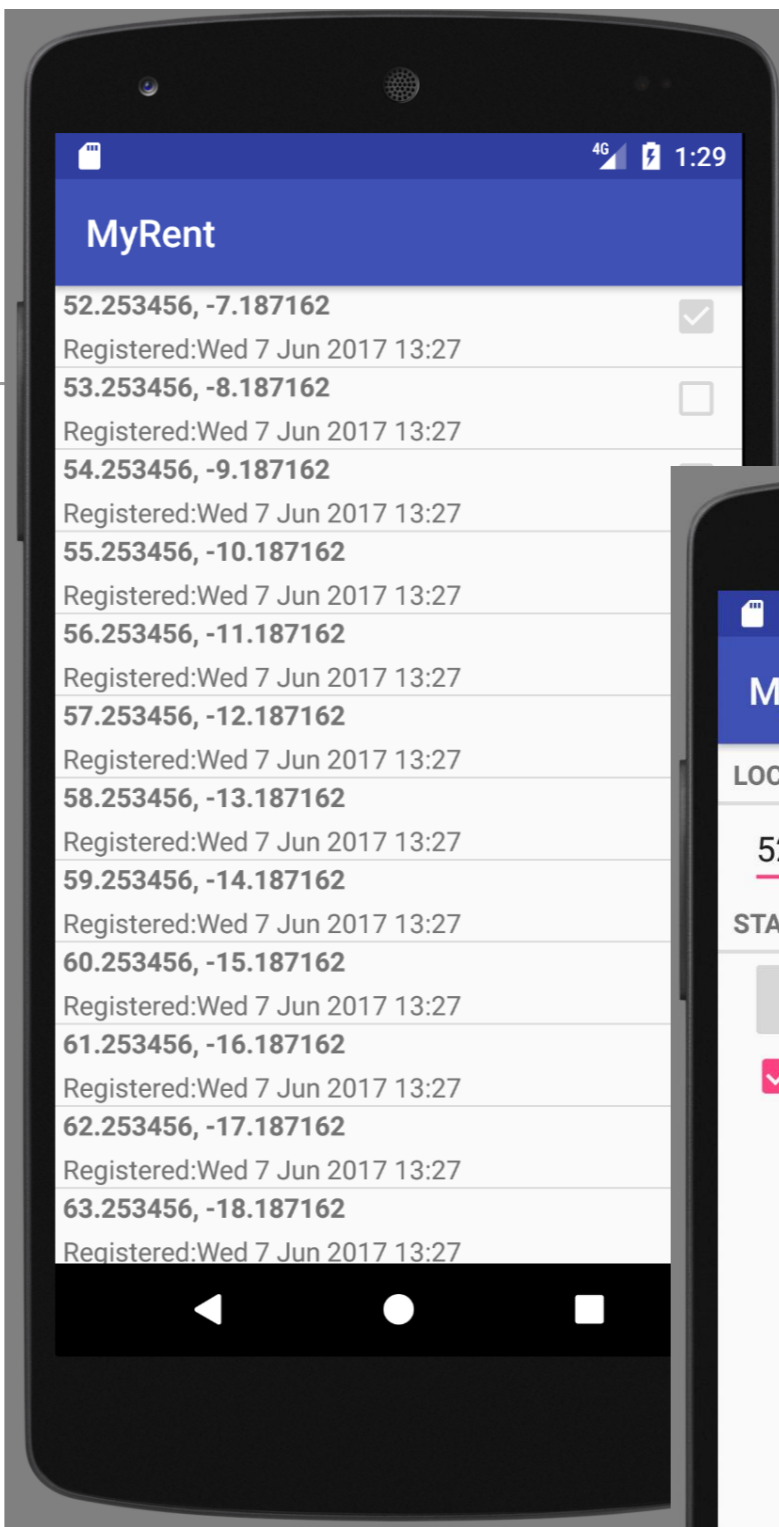 4G 1:29
MyRent
52.253456, -7.187162
Registered:Wed 7 Jun 2017 13:27
53.253456, -8.187162
Registered:Wed 7 Jun 2017 13:27
54.253456, -9.187162
Registered:Wed 7 Jun 2017 13:27
55.253456, -10.187162
Registered:Wed 7 Jun 2017 13:27
56.253456, -11.187162
Registered:Wed 7 Jun 2017 13:27
57.253456, -12.187162
Registered:Wed 7 Jun 2017 13:27
58.253456, -13.187162
Registered:Wed 7 Jun 2017 13:27
59.253456, -14.187162
Registered:Wed 7 Jun 2017 13:27
60.253456, -15.187162
Registered:Wed 7 Jun 2017 13:27
61.253456, -16.187162
Registered:Wed 7 Jun 2017 13:27
62.253456, -17.187162
Registered:Wed 7 Jun 2017 13:27
63.253456, -18.187162
Registered:Wed 7 Jun 2017 13:27
M
LOC
STA